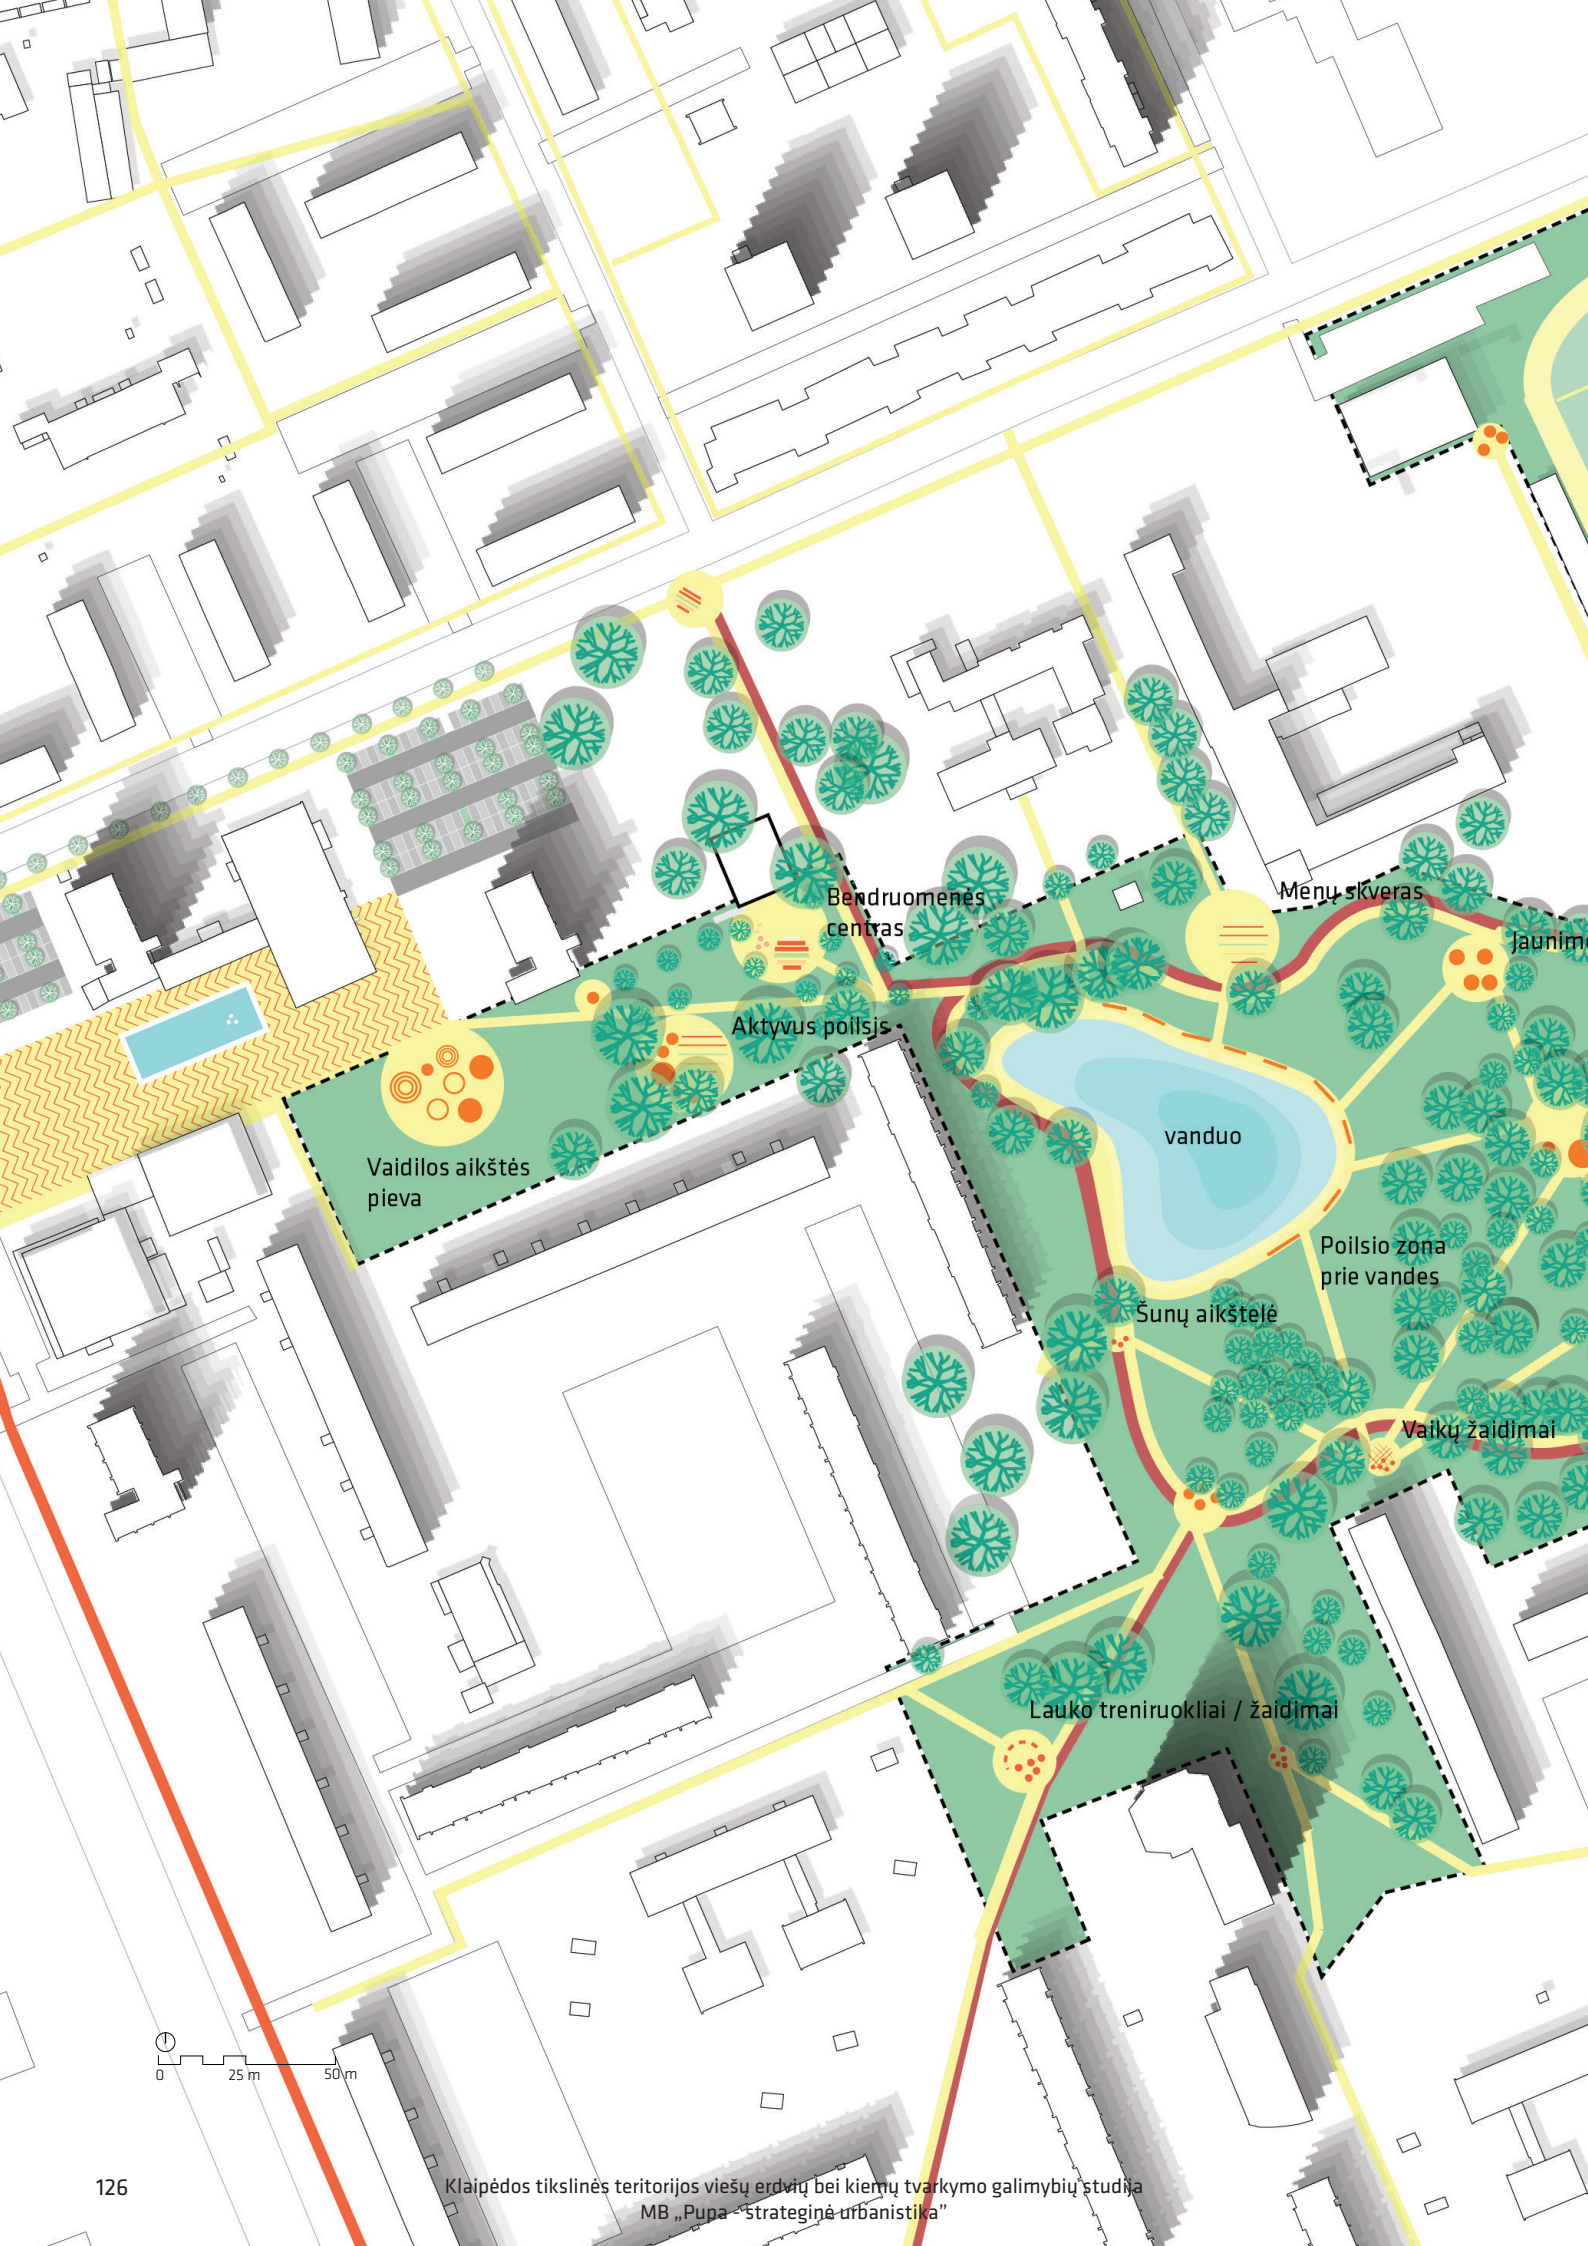 Bendruomenės
centras
Menų skveras
Jaunimo
Aktyvus poilsis
vanduo
Vaidilos aikštės
pieva
Poilsio zona
prie vandes
Šunų aikštelė
Vaikų žaidimai
Lauko treniruokliai / žaidimai
0 25 m 50 m
126
Klaipėdos tikslinės teritorijos viešų erdvių bei kiemų tvarkymo galimybių studija
MB „Pupa - strateginė urbanistika”